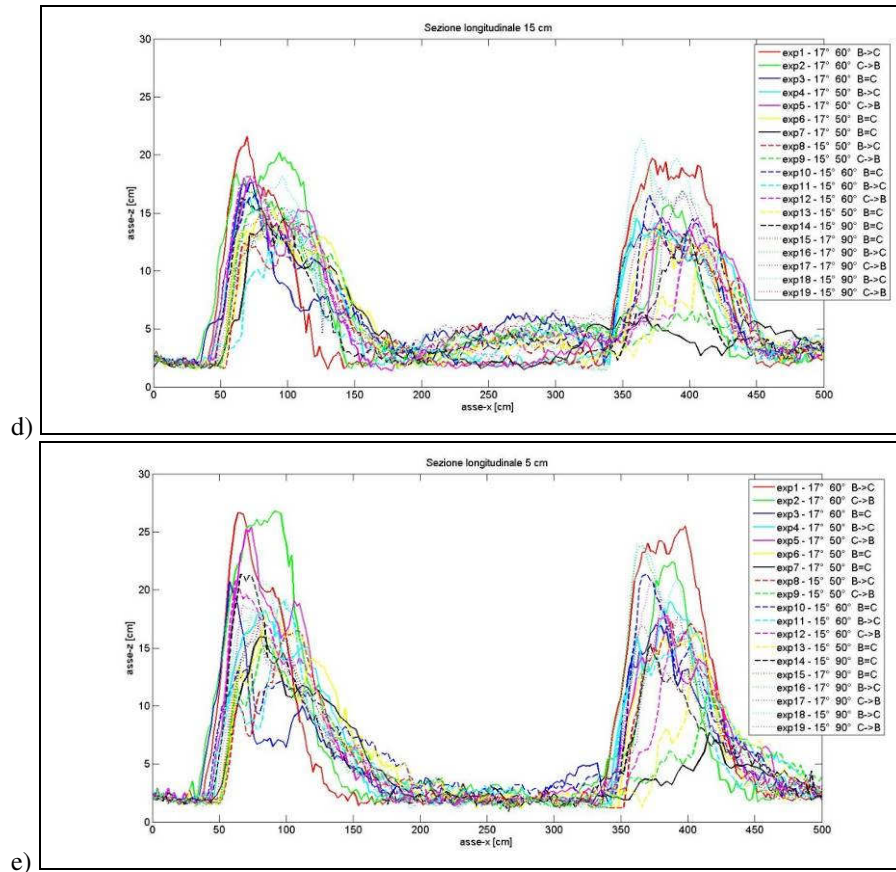 Sezione longitudinale 15 cm
30
25
20
15
10
5
0
asse-z [cm]
0 50 100 150 200 250 300 350 400 450 500
asse-x [cm]
exp1 - 17° 60° B->C
exp2 - 17° 60° C->B
exp3 - 17° 60° B=C
exp4 - 17° 50° B->C
exp5 - 17° 50° C->B
exp6 - 17° 50° B=C
exp7 - 17° 50° B=C
exp8 - 15° 50° B->C
exp9 - 15° 50° C->B
exp10 - 15° 60° B=C
exp11 - 15° 60° B->C
exp12 - 15° 60° C->B
exp13 - 15° 50° B=C
exp14 - 15° 90° B=C
exp15 - 17° 90° B=C
exp16 - 17° 90° B->C
exp17 - 17° 90° C->B
exp18 - 15° 90° B->C
exp19 - 15° 90° C->B
d)
Sezione longitudinale 5 cm
30
25
20
15
10
5
0
asse-z [cm]
0 50 100 150 200 250 300 350 400 450 500
asse-x [cm]
exp1 - 17° 60° B->C
exp2 - 17° 60° C->B
exp3 - 17° 60° B=C
exp4 - 17° 50° B->C
exp5 - 17° 50° C->B
exp6 - 17° 50° B=C
exp7 - 17° 50° B=C
exp8 - 15° 50° B->C
exp9 - 15° 50° C->B
exp10 - 15° 60° B=C
exp11 - 15° 60° B->C
exp12 - 15° 60° C->B
exp13 - 15° 50° B=C
exp14 - 15° 90° B=C
exp15 - 17° 90° B=C
exp16 - 17° 90° B->C
exp17 - 17° 90° C->B
exp18 - 15° 90° B->C
exp19 - 15° 90° C->B
e)